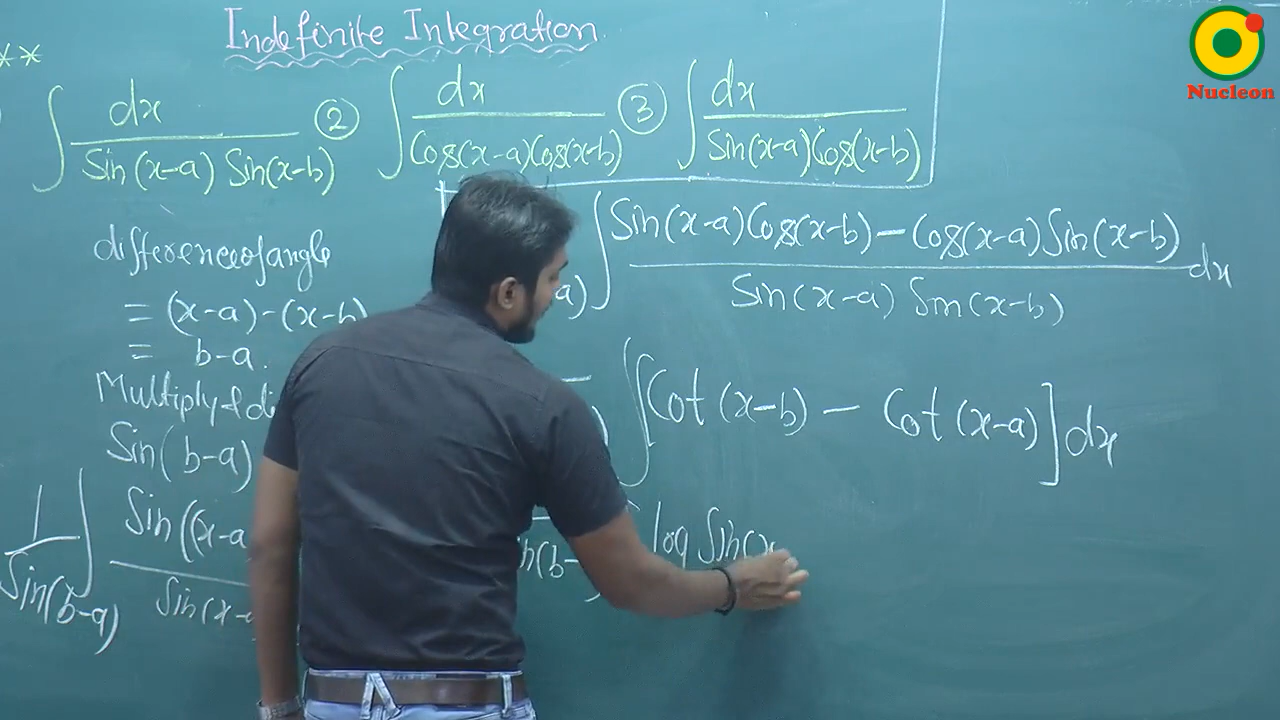 Indefinite Integration
**
∫ dx / Sin(x-a) Sin(x-b) ② ∫ dx / Cos(x-a)Cos(x-b) ③ ∫ dx / Sin(x-a)Cos(x-b)
Nucleon
difference of angle
= (x-a)-(x-b)
= b-a.
Multiply &
Sin(b-a)
1 / Sin(b-a) ∫ Sin((x-a / Sin(x-
a) ∫ Sin(x-a)Cos(x-b) - Cos(x-a)Sin(x-b) / Sin(x-a) Sin(x-b) dx
∫[Cot(x-b) - Cot(x-a)]dx
(b- log Sin(x